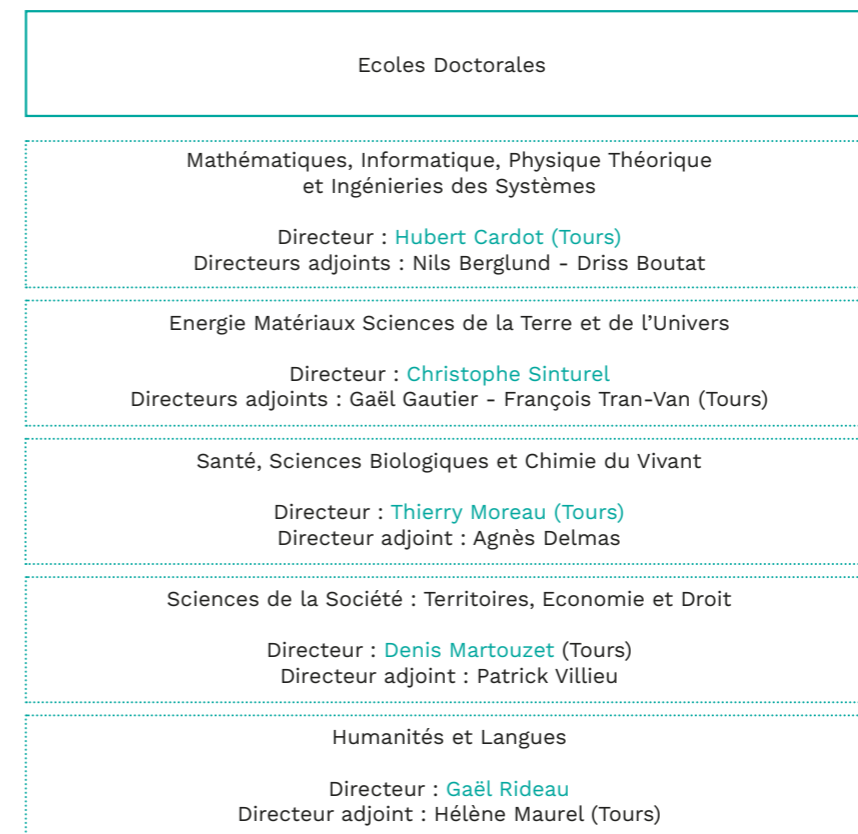 Ecoles Doctorales
Mathématiques, Informatique, Physique Théorique
et Ingénieries des Systèmes
Directeur : Hubert Cardot (Tours)
Directeurs adjoints : Nils Berglund - Driss Boutat
Energie Matériaux Sciences de la Terre et de l’Univers
Directeur : Christophe Sinturel
Directeurs adjoints : Gaël Gautier - François Tran-Van (Tours)
Santé, Sciences Biologiques et Chimie du Vivant
Directeur : Thierry Moreau (Tours)
Directeur adjoint : Agnès Delmas
Sciences de la Société : Territoires, Economie et Droit
Directeur : Denis Martouzet (Tours)
Directeur adjoint : Patrick Villieu
Humanités et Langues
Directeur : Gaël Rideau
Directeur adjoint : Hélène Maurel (Tours)